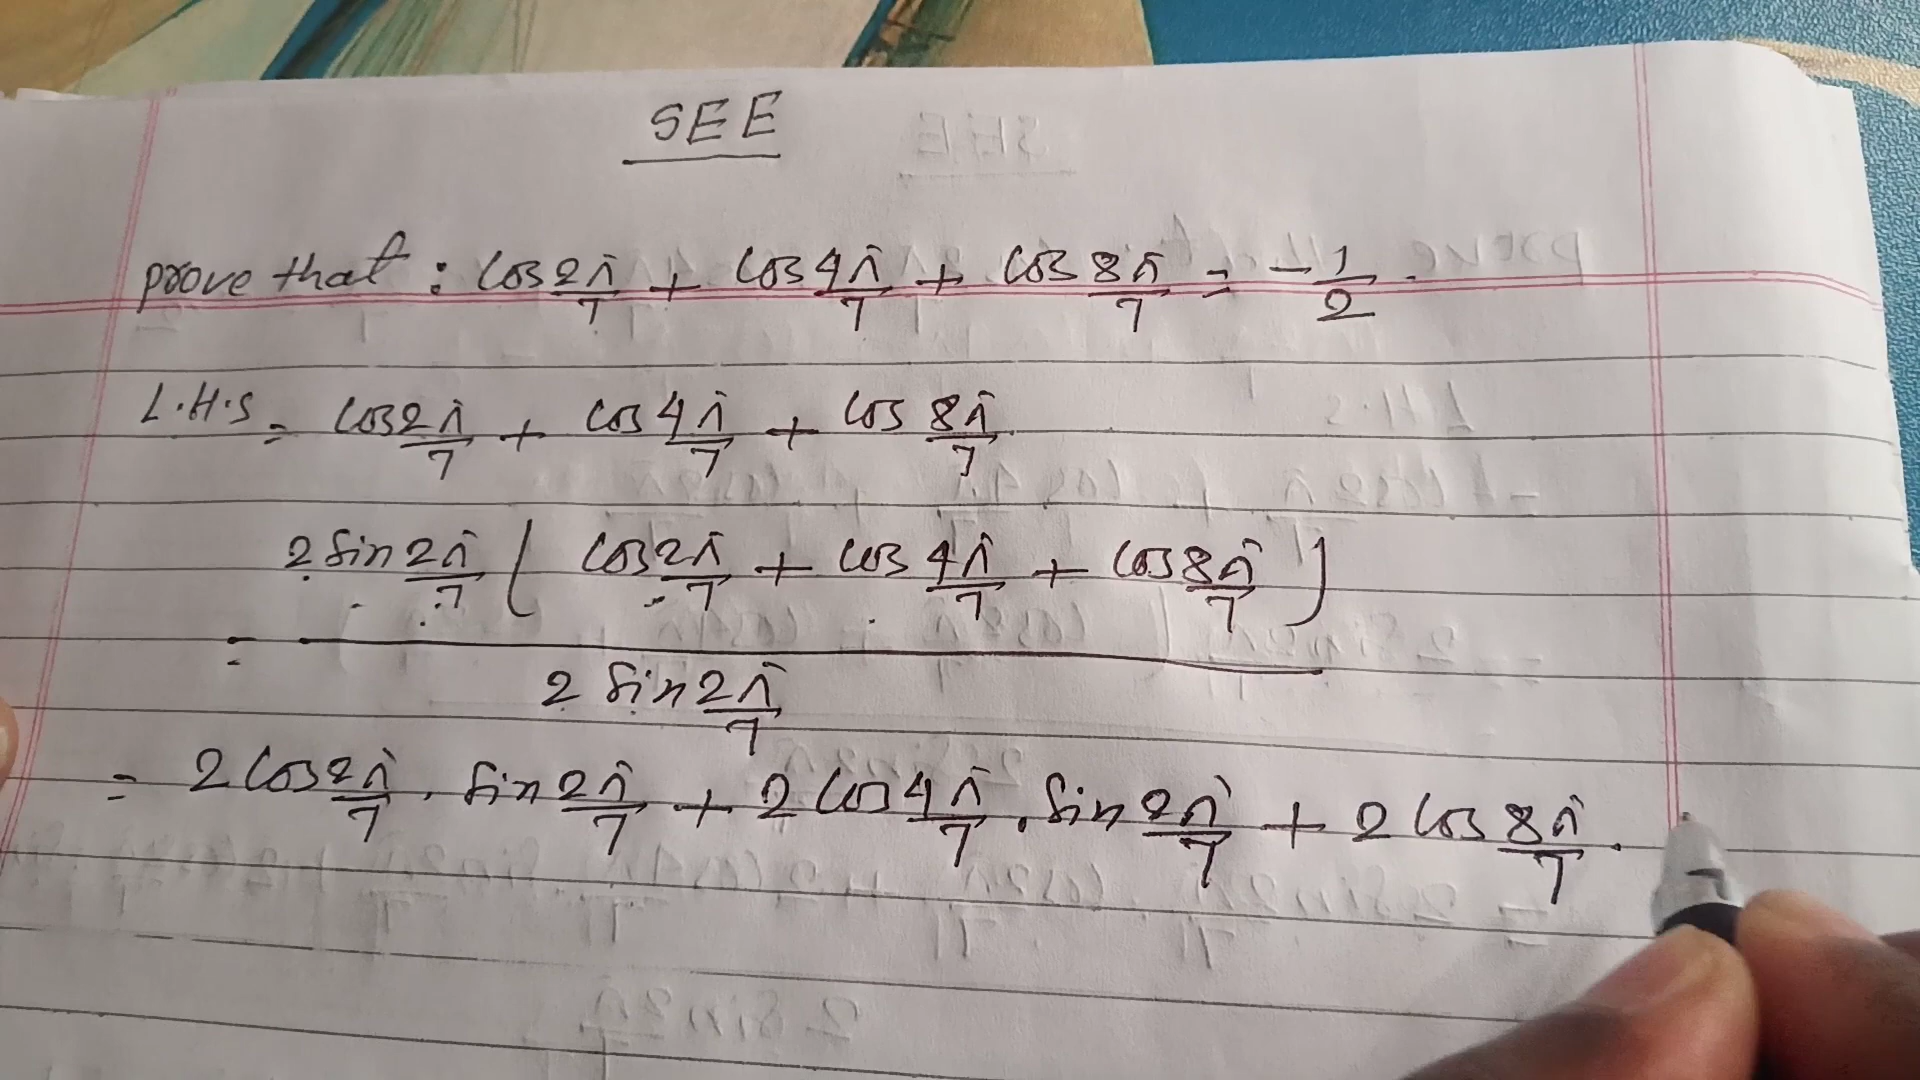 SEE
prove that : cos 2π/7 + cos 4π/7 + cos 8π/7 = -1/2.
L.H.S = cos 2π/7 + cos 4π/7 + cos 8π/7
= 2 sin 2π/7 ( cos 2π/7 + cos 4π/7 + cos 8π/7 ) / 2 sin 2π/7
= 2 cos 2π/7 . sin 2π/7 + 2 cos 4π/7 . sin 2π/7 + 2 cos 8π/7 .